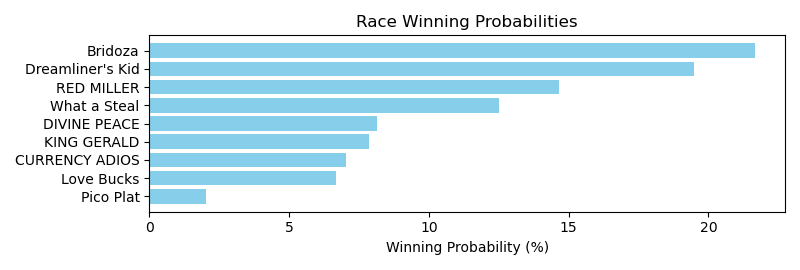 Race Winning Probabilities
Bridoza
Dreamliner's Kid
RED MILLER
What a Steal
DIVINE PEACE
KING GERALD
CURRENCY ADIOS
Love Bucks
Pico Plat
0 5 10 15 20
Winning Probability (%)